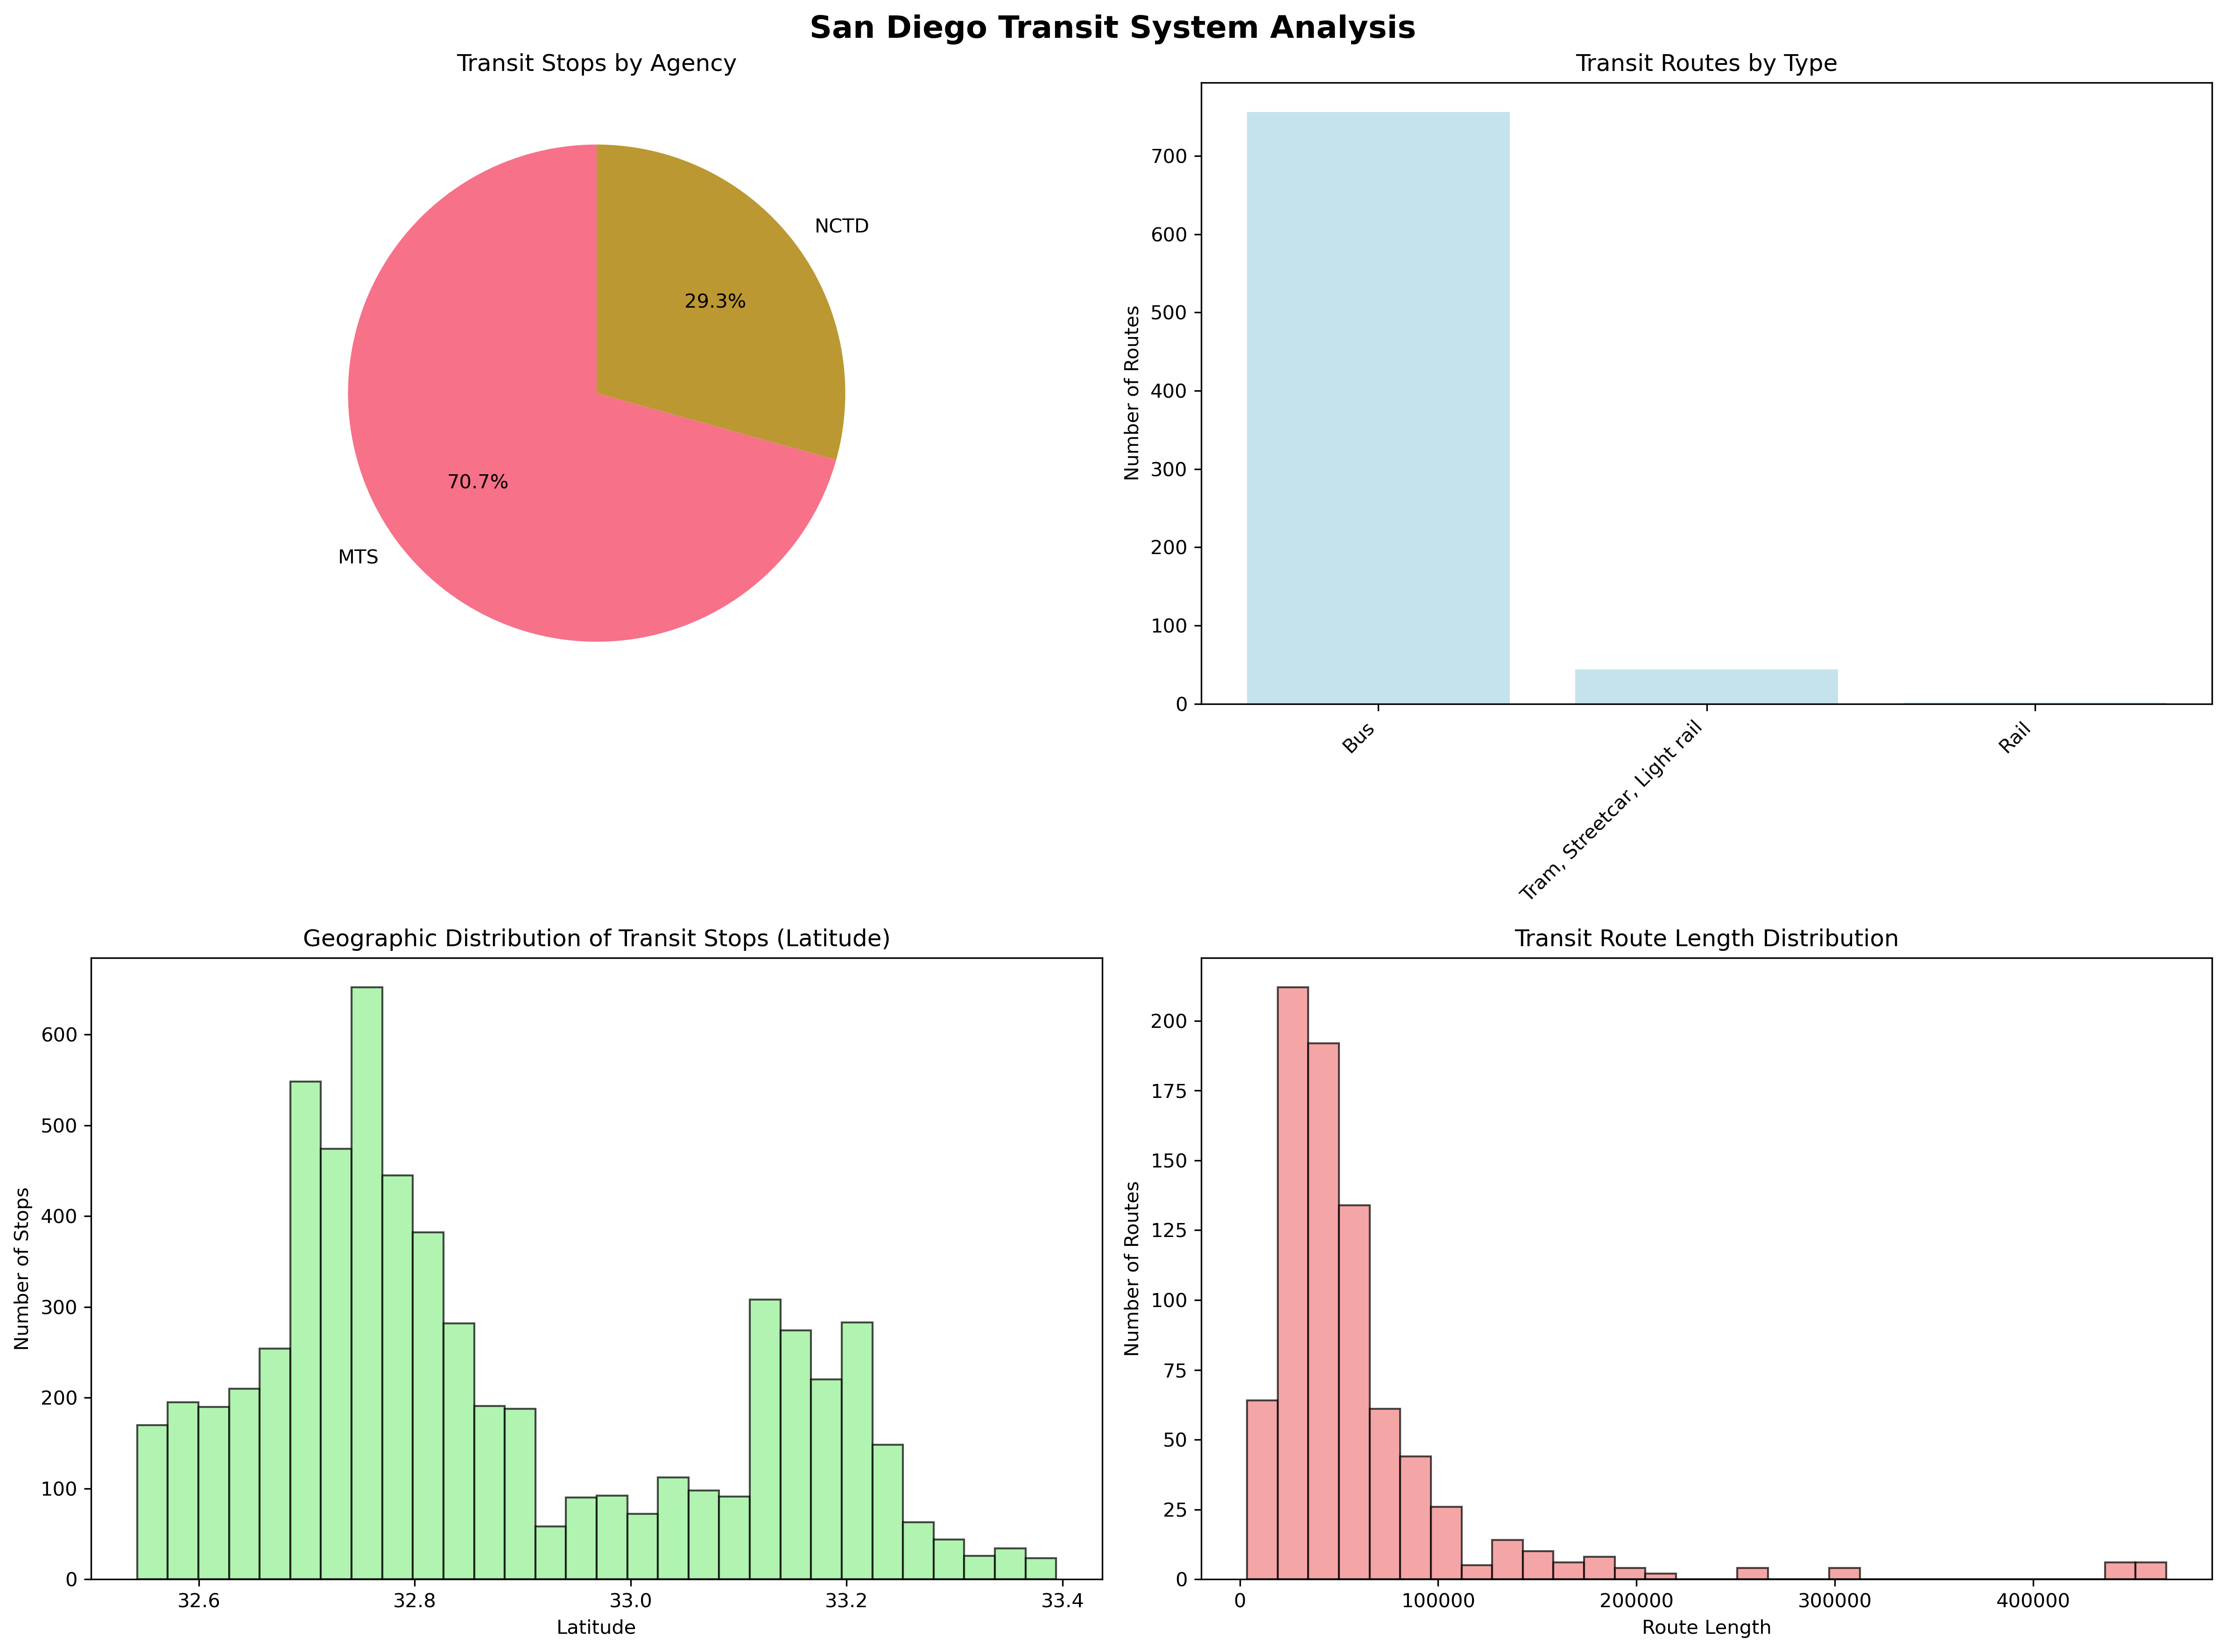 San Diego Transit System Analysis
Transit Stops by Agency
NCTD
29.3%
70.7%
MTS
Transit Routes by Type
Number of Routes
700
600
500
400
300
200
100
0
Bus
Tram, Streetcar, Light rail
Rail
Geographic Distribution of Transit Stops (Latitude)
Number of Stops
600
500
400
300
200
100
0
32.6 32.8 33.0 33.2 33.4
Latitude
Transit Route Length Distribution
Number of Routes
200
175
150
125
100
75
50
25
0
0 100000 200000 300000 400000
Route Length